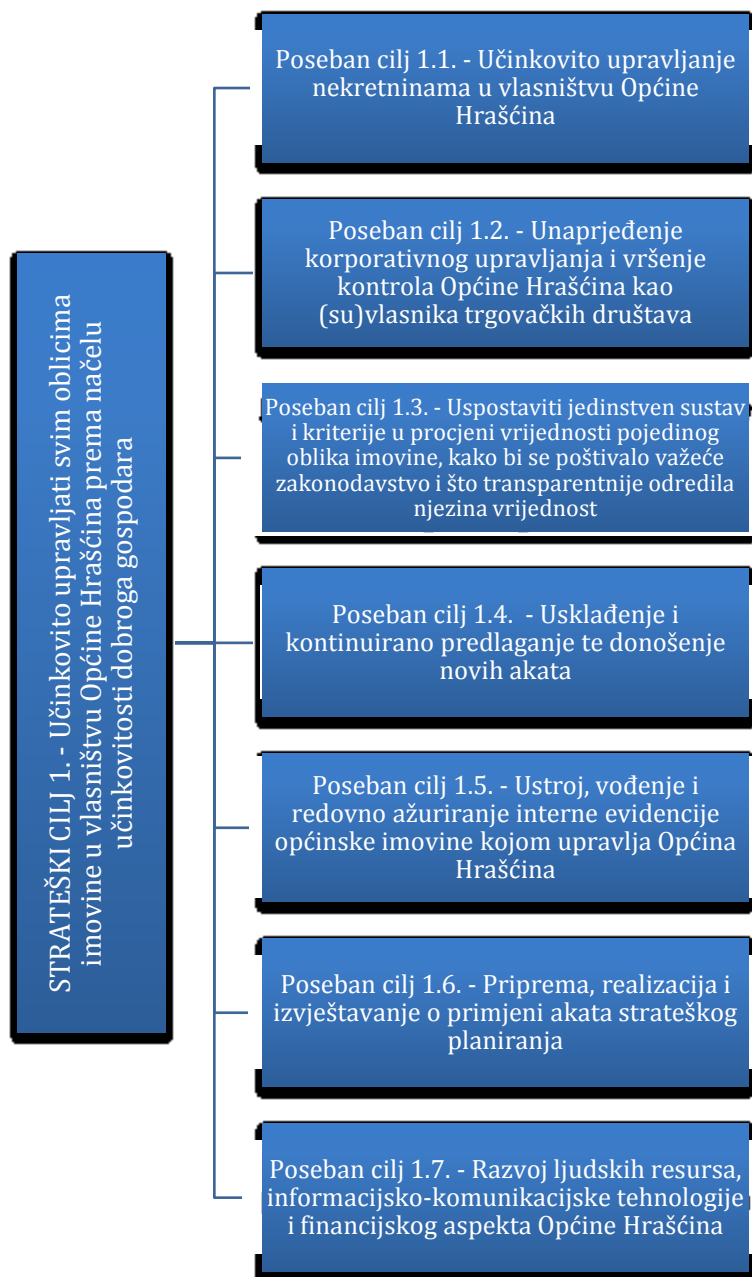 STRATEŠKI CILJ 1. - Učinkovito upravljati svim oblicima
imovine u vlasništvu Općine Hrašćina prema načelu
učinkovitosti dobroga gospodara
Poseban cilj 1.1. - Učinkovito upravljanje
nekretninama u vlasništvu Općine
Hrašćina
Poseban cilj 1.2. - Unaprjeđenje
korporativnog upravljanja i vršenje
kontrola Općine Hrašćina kao
(su)vlasnika trgovačkih društava
Poseban cilj 1.3. - Uspostaviti jedinstven sustav
i kriterije u procjeni vrijednosti pojedinog
oblika imovine, kako bi se poštivalo važeće
zakonodavstvo i što transparentnije odredila
njezina vrijednost
Poseban cilj 1.4. - Usklađenje i
kontinuirano predlaganje te donošenje
novih akata
Poseban cilj 1.5. - Ustroj, vođenje i
redovno ažuriranje interne evidencije
općinske imovine kojom upravlja Općina
Hrašćina
Poseban cilj 1.6. - Priprema, realizacija i
izvještavanje o primjeni akata strateškog
planiranja
Poseban cilj 1.7. - Razvoj ljudskih resursa,
informacijsko-komunikacijske tehnologije
i financijskog aspekta Općine Hrašćina